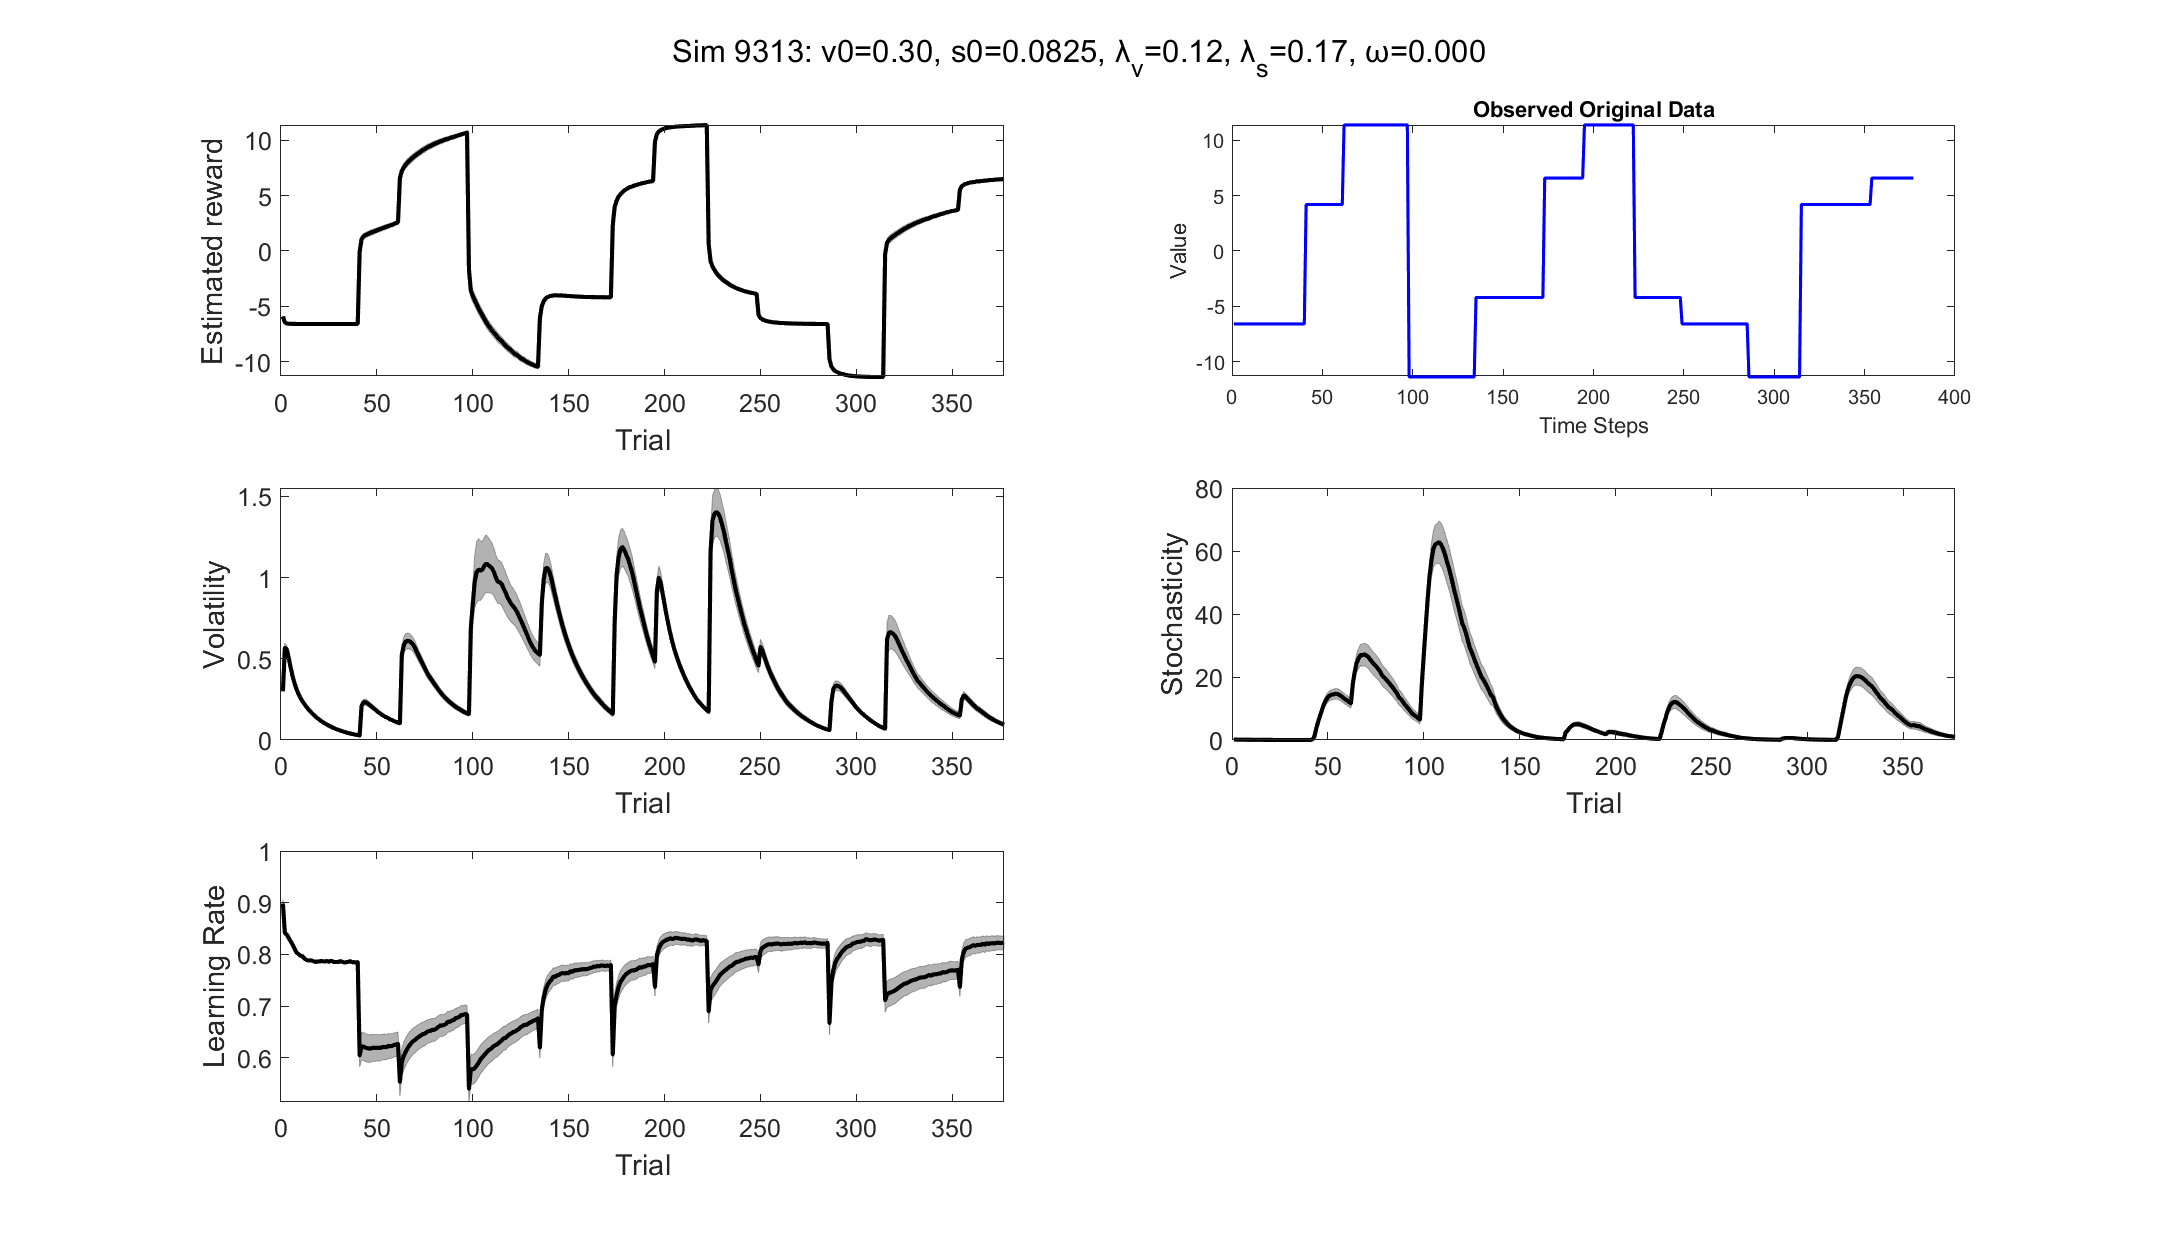 Sim 9313: v0=0.30, s0=0.0825, λv=0.12, λs=0.17, ω=0.000
Estimated reward
10
5
0
-5
-10
0 50 100 150 200 250 300 350
Trial
Observed Original Data
Value
10
5
0
-5
-10
0 50 100 150 200 250 300 350 400
Time Steps
Volatility
1.5
1
0.5
0
0 50 100 150 200 250 300 350
Trial
Stochasticity
80
60
40
20
0
0 50 100 150 200 250 300 350
Trial
Learning Rate
1
0.9
0.8
0.7
0.6
0 50 100 150 200 250 300 350
Trial